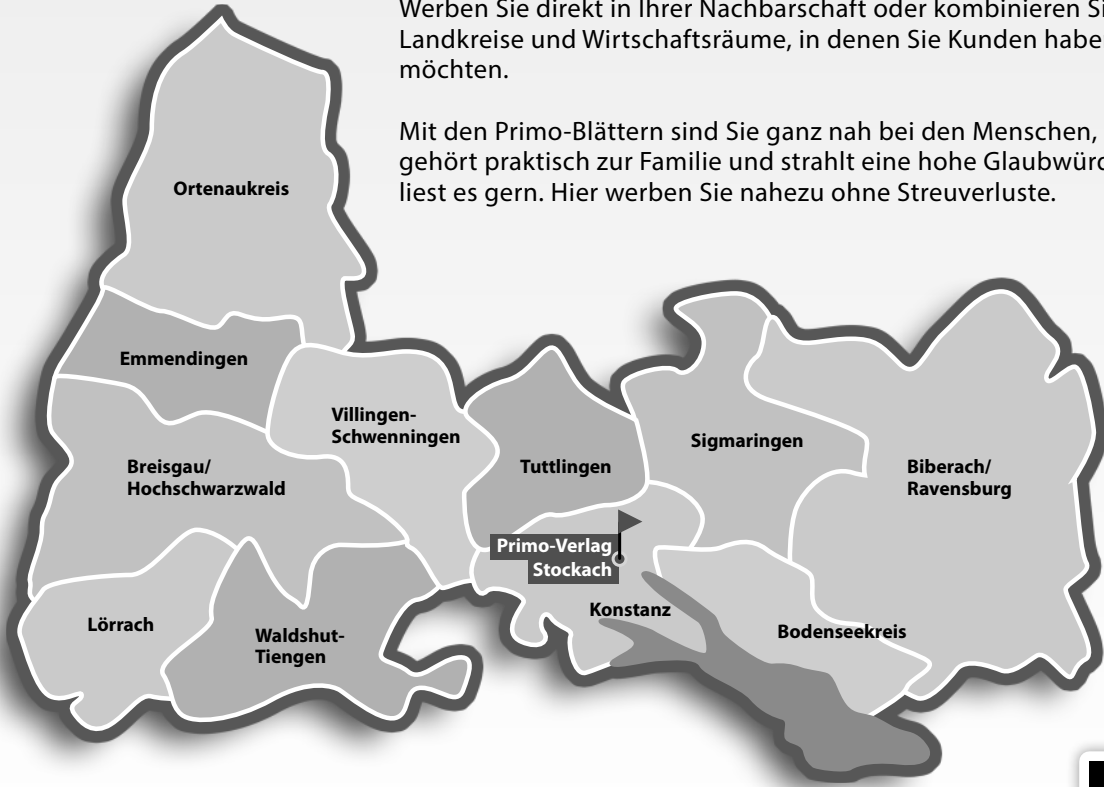 Werben Sie direkt in Ihrer Nachbarschaft oder kombinieren
Landkreise und Wirtschaftsräume, in denen Sie Kunden
möchten.
Mit den Primo-Blättern sind Sie ganz nah bei den Menschen,
gehört praktisch zur Familie und strahlt eine hohe
liest es gern. Hier werben Sie nahezu ohne Streuverluste.
Ortenaukreis
Emmendingen
Villingen-
Schwenningen
Breisgau/
Hochschwarzwald
Tuttlingen
Sigmaringen
Biberach/
Ravensburg
Primo-Verlag
Stockach
Konstanz
Lörrach
Waldshut-
Tiengen
Bodenseekreis